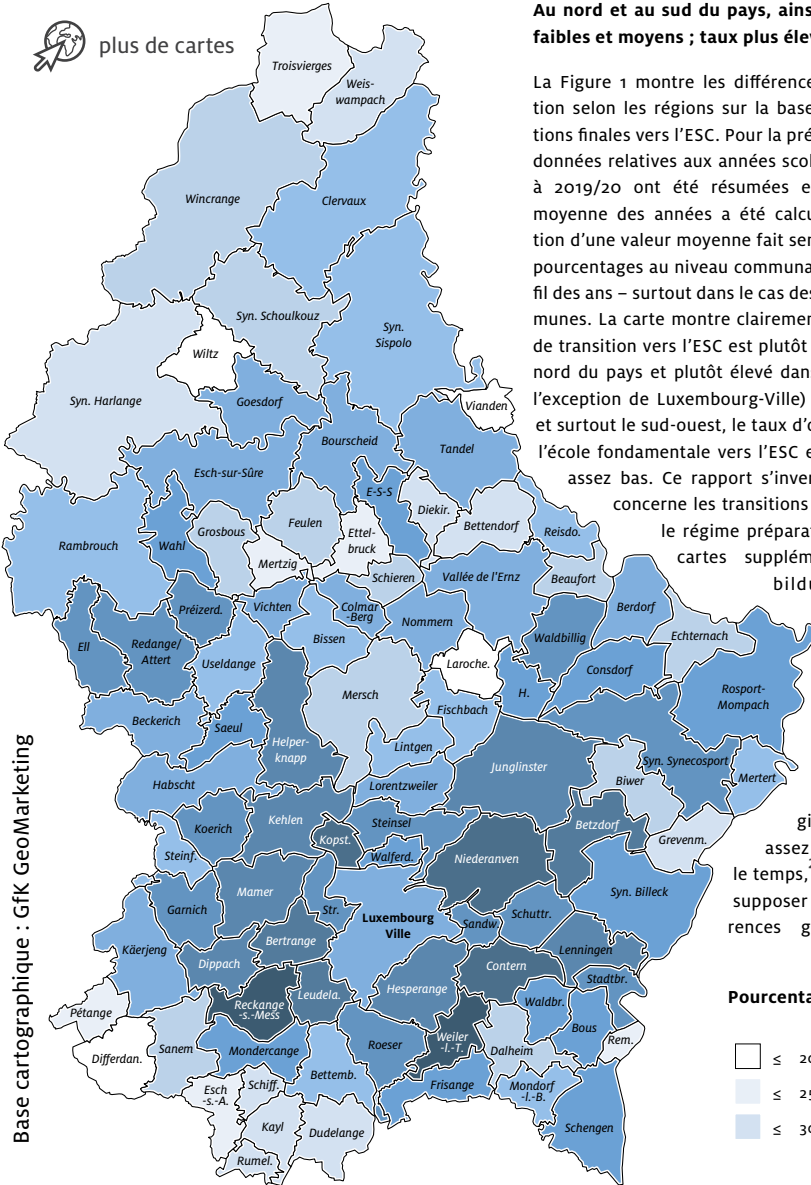 plus de cartes
Au nord et au sud du pays, ains
faibles et moyens ; taux plus élev
La Figure 1 montre les différence
tion selon les régions sur la base
tions finales vers l'ESC. Pour la pré
données relatives aux années scol
à 2019/20 ont été résumées e
moyenne des années a été calcu
tion d'une valeur moyenne fait ser
pourcentages au niveau communa
fil des ans – surtout dans le cas des
munes. La carte montre clairemen
de transition vers l'ESC est plutôt
nord du pays et plutôt élevé dan
l'exception de Luxembourg-Ville)
et surtout le sud-ouest, le taux d'o
l'école fondamentale vers l'ESC e
assez bas. Ce rapport s'inver
concerne les transitions
le régime préparat
cartes supplém
bildu
gi
assez
le temps,
supposer
rences g
Pourcenta
≤ 20
≤ 25
≤ 30
Troisvierges
Weis-
wampach
Wincrange
Clervaux
Syn. Schoulkouz
Syn.
Sispolo
Wiltz
Syn. Harlange
Goesdorf
Vianden
Bourscheid
Tandel
Esch-sur-Sûre
E-S-S
Diekir.
Feulen
Bettendorf
Grosbous
Ettel-
bruck
Reisdo.
Rambrouch
Wahl
Mertzig
Schieren
Vallée de l'Ernz
Beaufort
Préizerd.
Vichten
Colmar
-Berg
Berdorf
Nommern
Waldbillig
Echternach
Bissen
Ell
Redange/
Attert
Useldange
Laroche.
Consdorf
Mersch
H.
Rosport-
Mompach
Fischbach
Beckerich
Saeul
Helper-
knapp
Lintgen
Junglinster
Syn. Synecosport
Habscht
Lorentzweiler
Biwer
Mertert
Koerich
Kehlen
Steinsel
Betzdorf
Kopst.
Grevenm.
Steinf.
Walferd.
Niederanven
Mamer
Syn. Billeck
Garnich
Str.
Luxembourg
Ville
Sandw.
Schuttr.
Käerjeng
Bertrange
Lenningen
Dippach
Contern
Stadtbr.
Leudela.
Hesperange
Reckange
-s.-Mess
Waldbr.
Pétange
Bous
Rem.
Weiler
-l.-T.
Differdan.
Sanem
Mondercange
Roeser
Dalheim
Bettemb.
Frisange
Mondorf
-l.-B.
Esch
-s.-A.
Schiff.
Schengen
Kayl
Dudelange
Rumel.
Base cartographique : GfK GeoMarketing